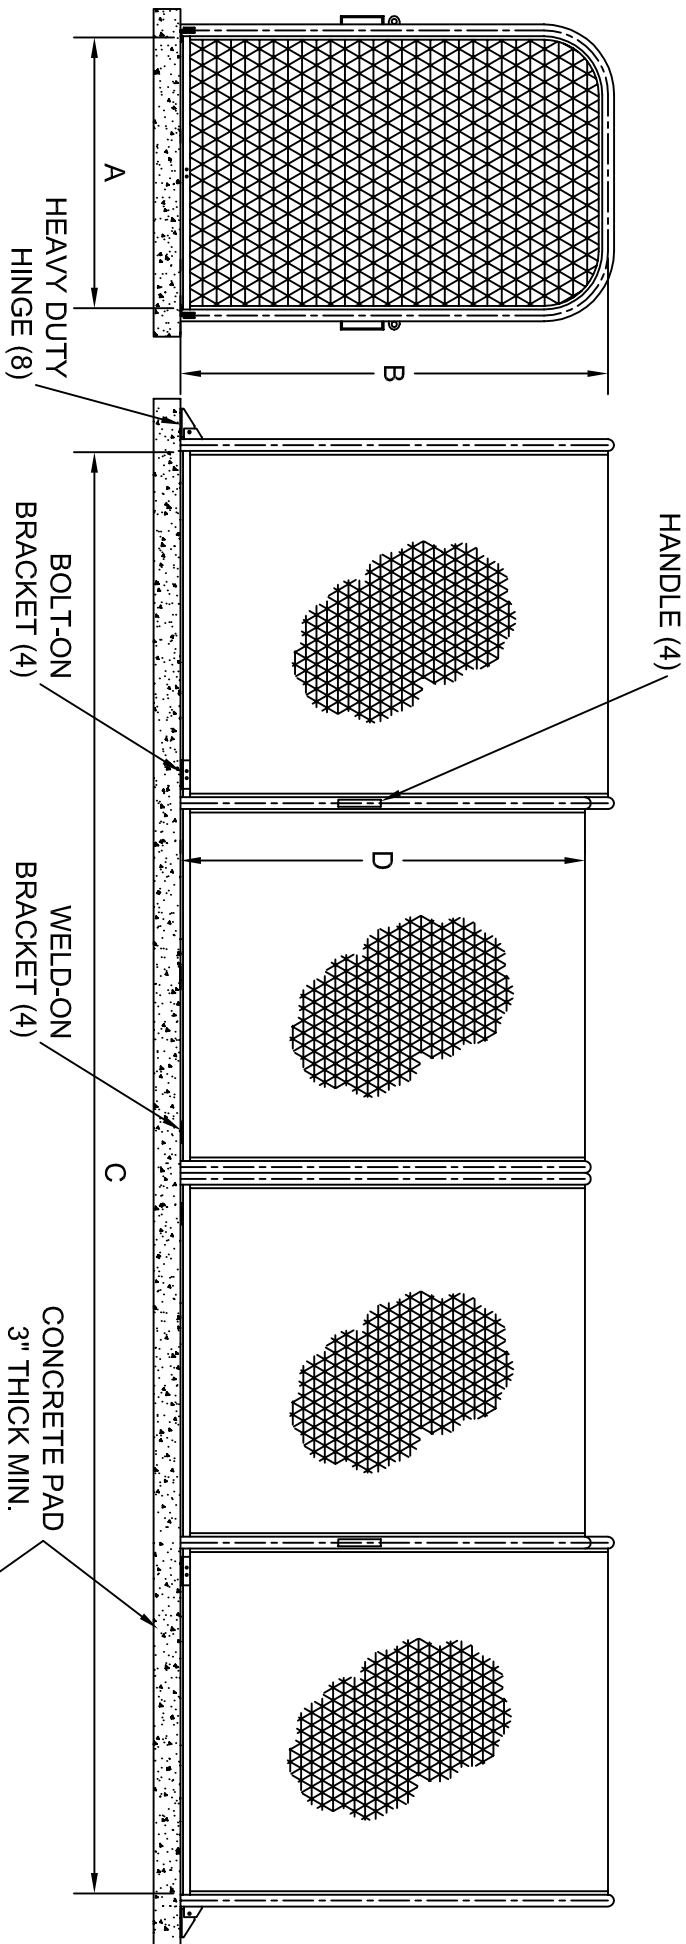 HANDLE (4)
A
B
D
C
HEAVY DUTY
HINGE (8)
BOLT-ON
BRACKET (4)
WELD-ON
BRACKET (4)
CONCRETE PAD
3" THICK MIN.